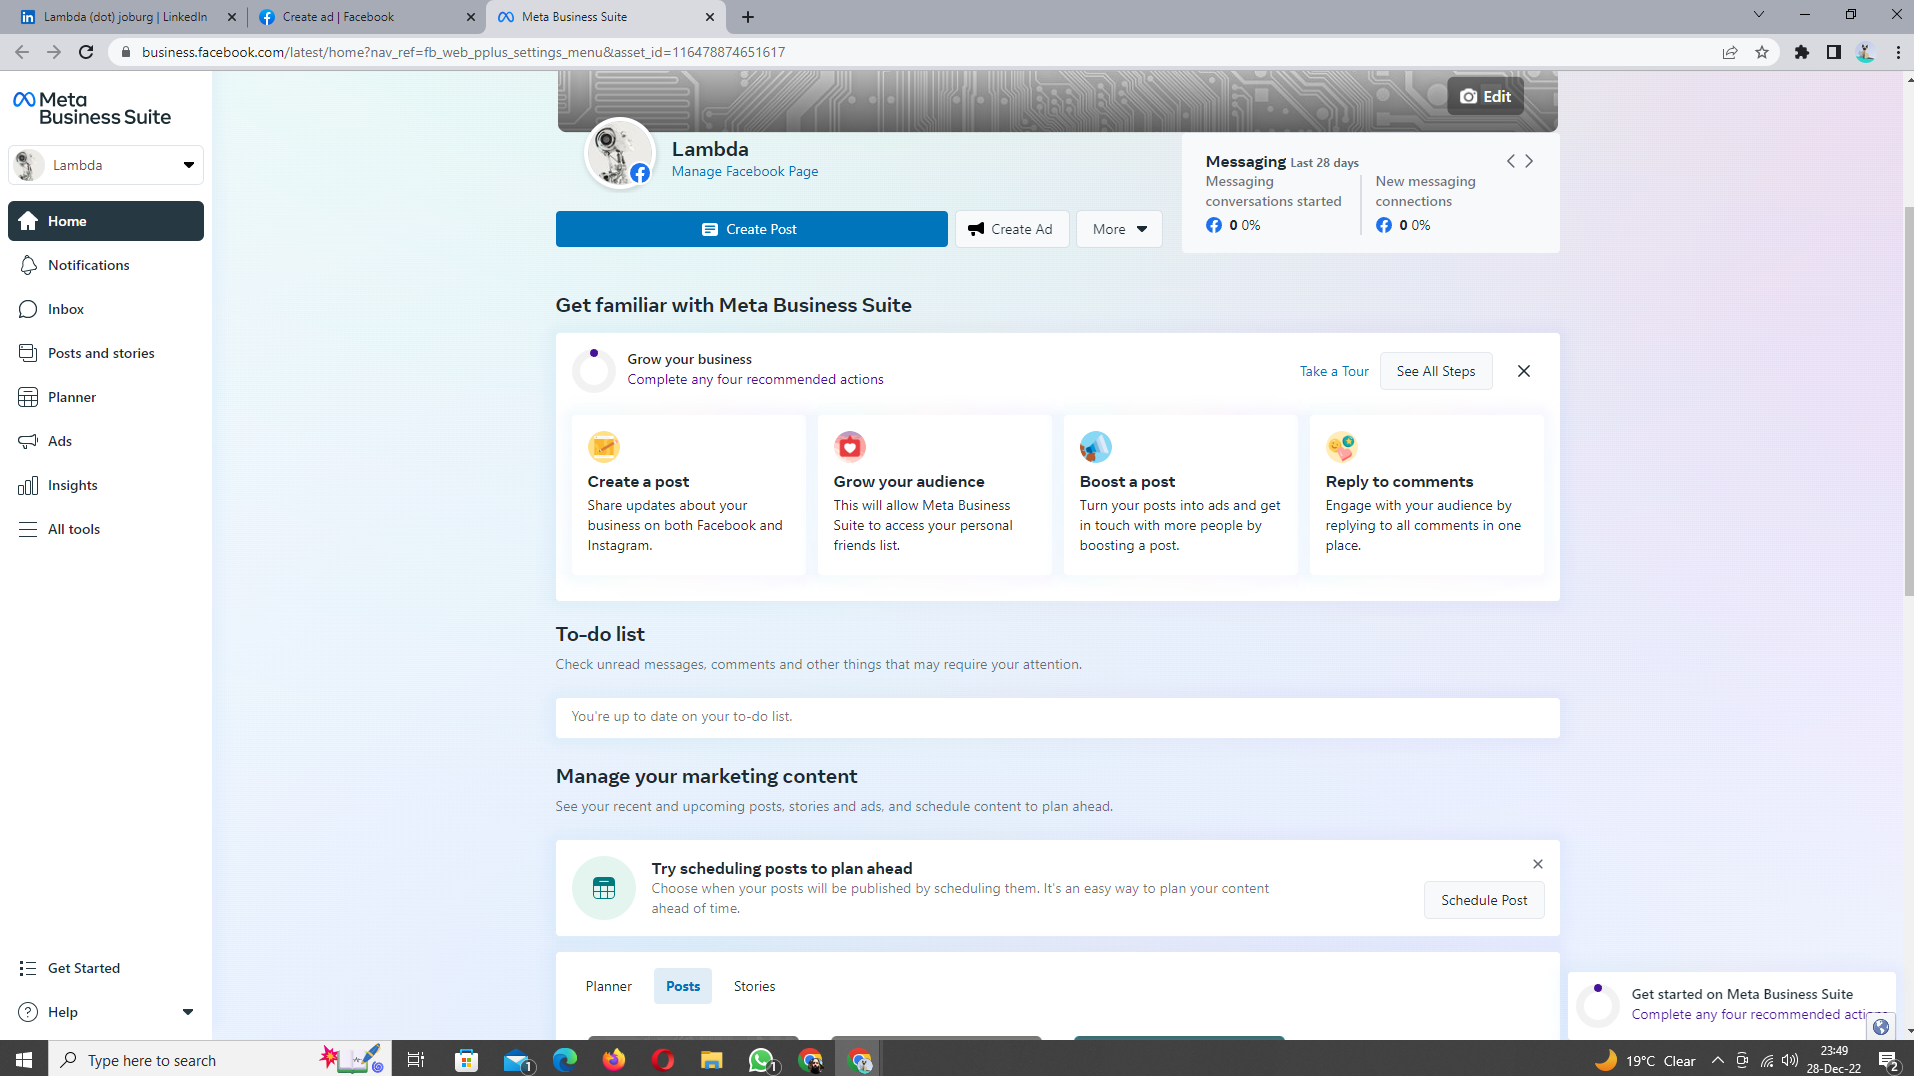 Lambda (dot) joburg | LinkedIn
Create ad | Facebook
Meta Business Suite
business.facebook.com/latest/home?nav_ref=fb_web_pplus_settings_menu&asset_id=116478874651617
Meta
Business Suite
Lambda
Home
Notifications
Inbox
Posts and stories
Planner
Ads
Insights
All tools
Get Started
Help
Edit
Lambda
Manage Facebook Page
Create Post
Create Ad
More
Messaging Last 28 days
Messaging
conversations started
0 0%
New messaging
connections
0 0%
Get familiar with Meta Business Suite
Grow your business
Complete any four recommended actions
Take a Tour
See All Steps
Create a post
Share updates about your
business on both Facebook and
Instagram.
Grow your audience
This will allow Meta Business
Suite to access your personal
friends list.
Boost a post
Turn your posts into ads and get
in touch with more people by
boosting a post.
Reply to comments
Engage with your audience by
replying to all comments in one
place.
To-do list
Check unread messages, comments and other things that may require your attention.
You're up to date on your to-do list.
Manage your marketing content
See your recent and upcoming posts, stories and ads, and schedule content to plan ahead.
Try scheduling posts to plan ahead
Choose when your posts will be published by scheduling them. It's an easy way to plan your content
ahead of time.
Schedule Post
Planner
Posts
Stories
Get started on Meta Business Suite
Complete any four recommended
Type here to search
1
1
19°C Clear
23:49
28-Dec-22
2